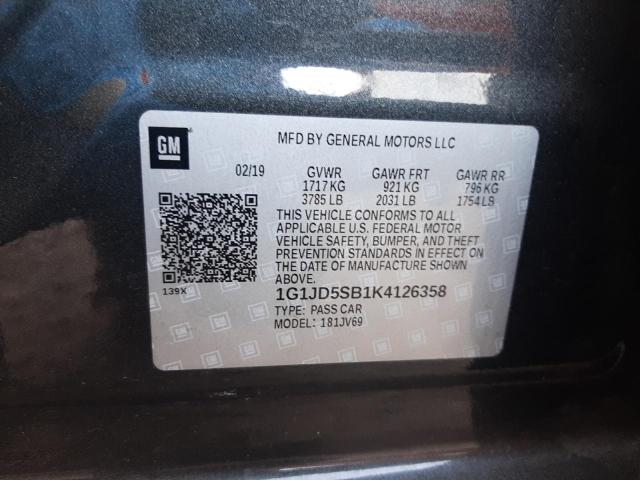 GM
MFD BY GENERAL MOTORS LLC
02/19 GVWR GAWR FRT GAWR RR
1717 KG 921 KG 796 KG
3785 LB 2031 LB 1754 LB
THIS VEHICLE CONFORMS TO ALL
APPLICABLE U.S. FEDERAL MOTOR
VEHICLE SAFETY, BUMPER, AND THEFT
PREVENTION STANDARDS IN EFFECT ON
THE DATE OF MANUFACTURE SHOWN
ABOVE.
139X
1G1JD5SB1K4126358
TYPE: PASS CAR
MODEL: 181JV69